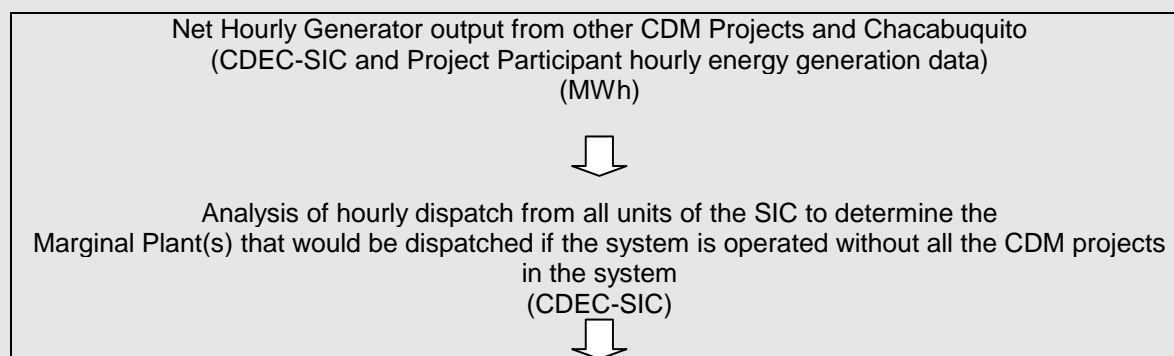 Net Hourly Generator output from other CDM Projects and Chacabuquito
(CDEC-SIC and Project Participant hourly energy generation data)
(MWh)
Analysis of hourly dispatch from all units of the SIC to determine the
Marginal Plant(s) that would be dispatched if the system is operated without all the CDM projects
in the system
(CDEC-SIC)